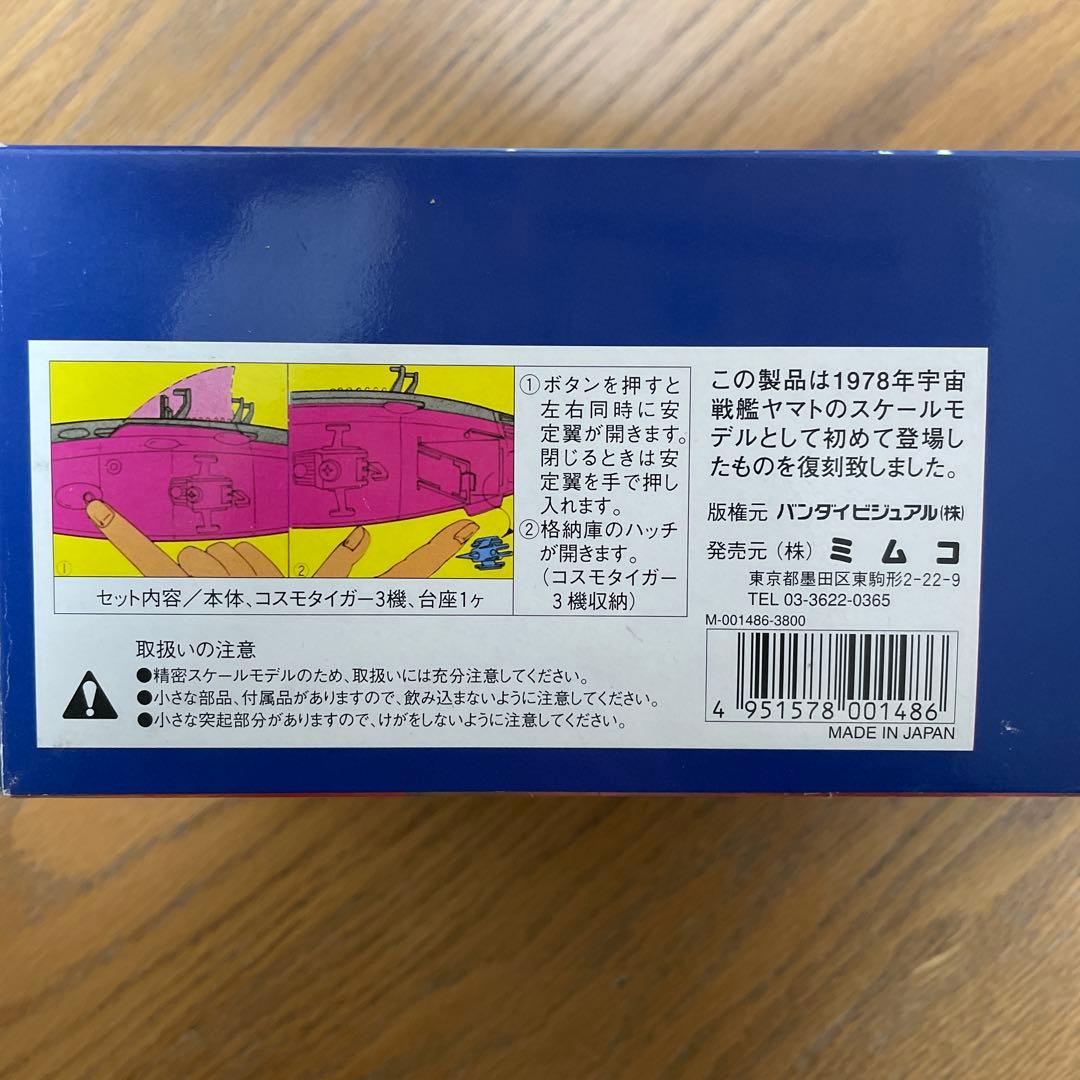 ①
②
セット内容／本体、コスモタイガー3機、台座1ヶ
①ボタンを押すと
左右同時に安
定翼が開きます。
閉じるときは安
定翼を手で押し
入れます。
②格納庫のハッチ
が開きます。
（コスモタイガー
3機収納）
取扱いの注意
●精密スケールモデルのため、取扱いには充分注意してください。
●小さな部品、付属品がありますので、飲み込まないように注意してください。
●小さな突起部分がありますので、けがをしないように注意してください。
この製品は1978年宇宙
戦艦ヤマトのスケールモ
デルとして初めて登場し
たものを復刻致しました。
版権元 バンダイビジュアル(株)
発売元（株）ミムコ
東京都墨田区東駒形2-22-9
TEL 03-3622-0365
M-001486-3800
4 951578 001486
MADE IN JAPAN